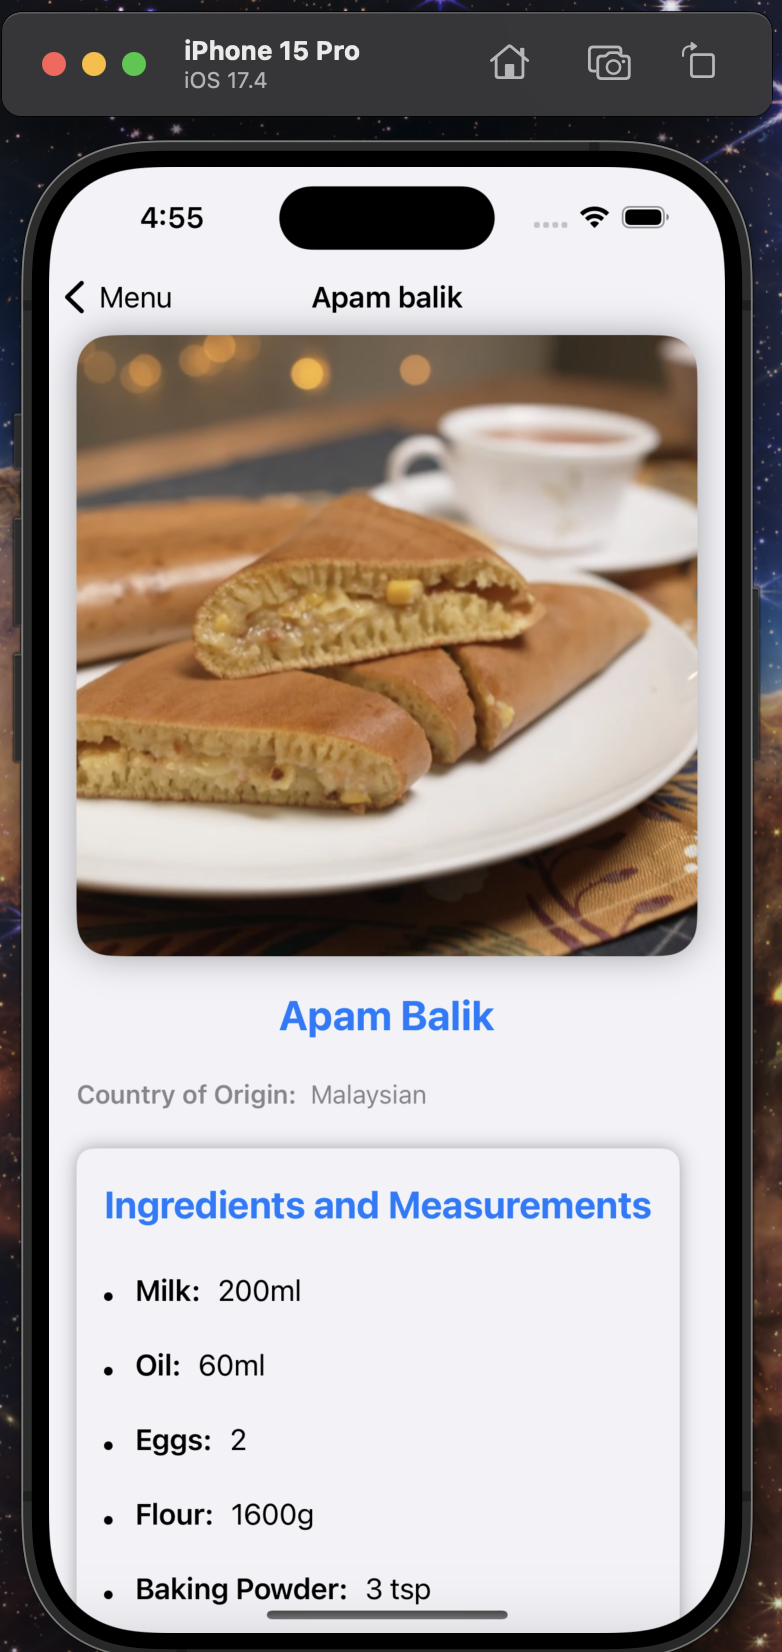 iPhone 15 Pro
iOS 17.4
4:55
Menu Apam balik
Apam Balik
Country of Origin: Malaysian
Ingredients and Measurements
• Milk: 200ml
• Oil: 60ml
• Eggs: 2
• Flour: 1600g
• Baking Powder: 3 tsp